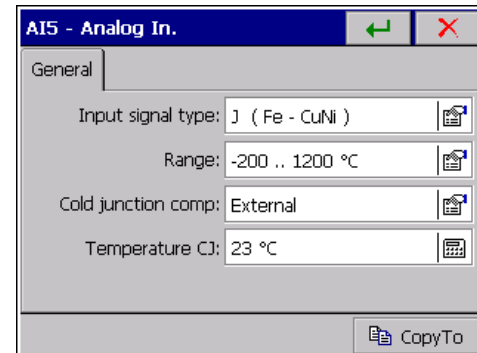 AI5 - Analog In.
General
Input signal type: J ( Fe - CuNi )
Range: -200 .. 1200 °C
Cold junction comp: External
Temperature CJ: 23 °C
CopyTo